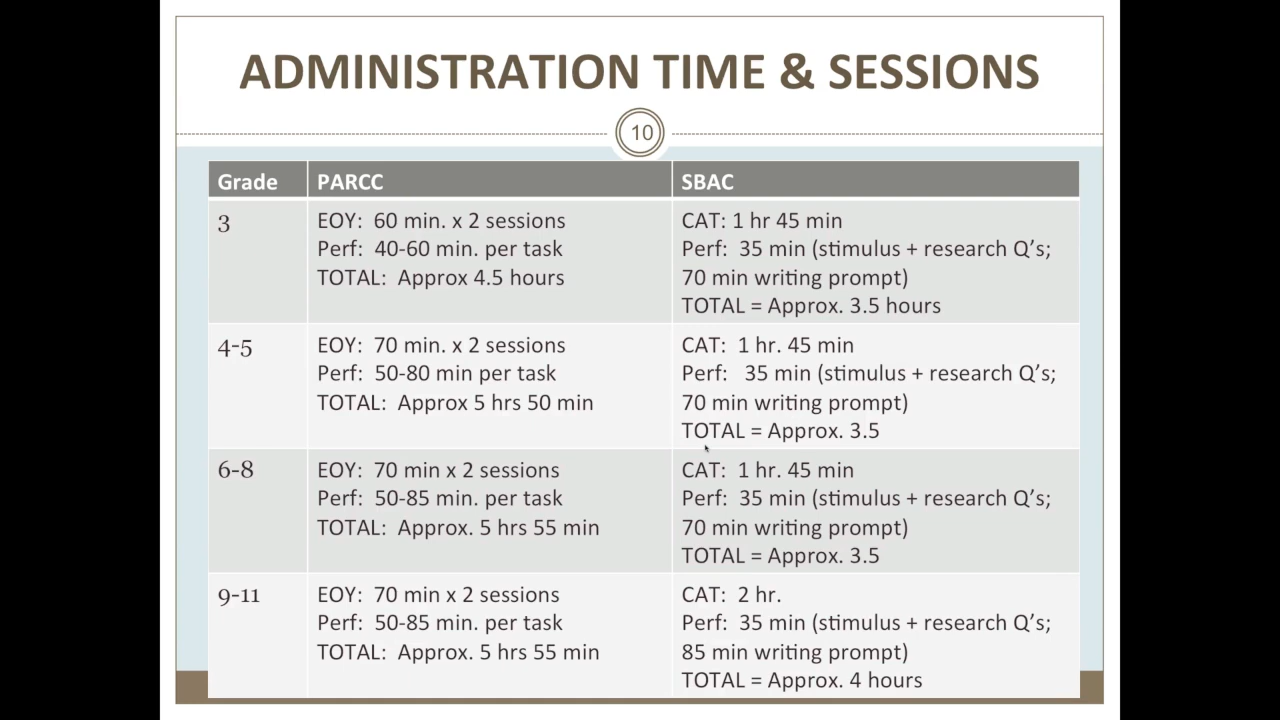 ADMINISTRATION TIME & SESSIONS
10
Grade PARCC SBAC
3
EOY: 60 min. x 2 sessions
Perf: 40-60 min. per task
TOTAL: Approx 4.5 hours
CAT: 1 hr 45 min
Perf: 35 min (stimulus + research Q’s;
70 min writing prompt)
TOTAL = Approx. 3.5 hours
4-5
EOY: 70 min. x 2 sessions
Perf: 50-80 min per task
TOTAL: Approx 5 hrs 50 min
CAT: 1 hr. 45 min
Perf: 35 min (stimulus + research Q’s;
70 min writing prompt)
TOTAL = Approx. 3.5
6-8
EOY: 70 min x 2 sessions
Perf: 50-85 min. per task
TOTAL: Approx. 5 hrs 55 min
CAT: 1 hr. 45 min
Perf: 35 min (stimulus + research Q’s;
70 min writing prompt)
TOTAL = Approx. 3.5
9-11
EOY: 70 min x 2 sessions
Perf: 50-85 min. per task
TOTAL: Approx. 5 hrs 55 min
CAT: 2 hr.
Perf: 35 min (stimulus + research Q’s;
85 min writing prompt)
TOTAL = Approx. 4 hours